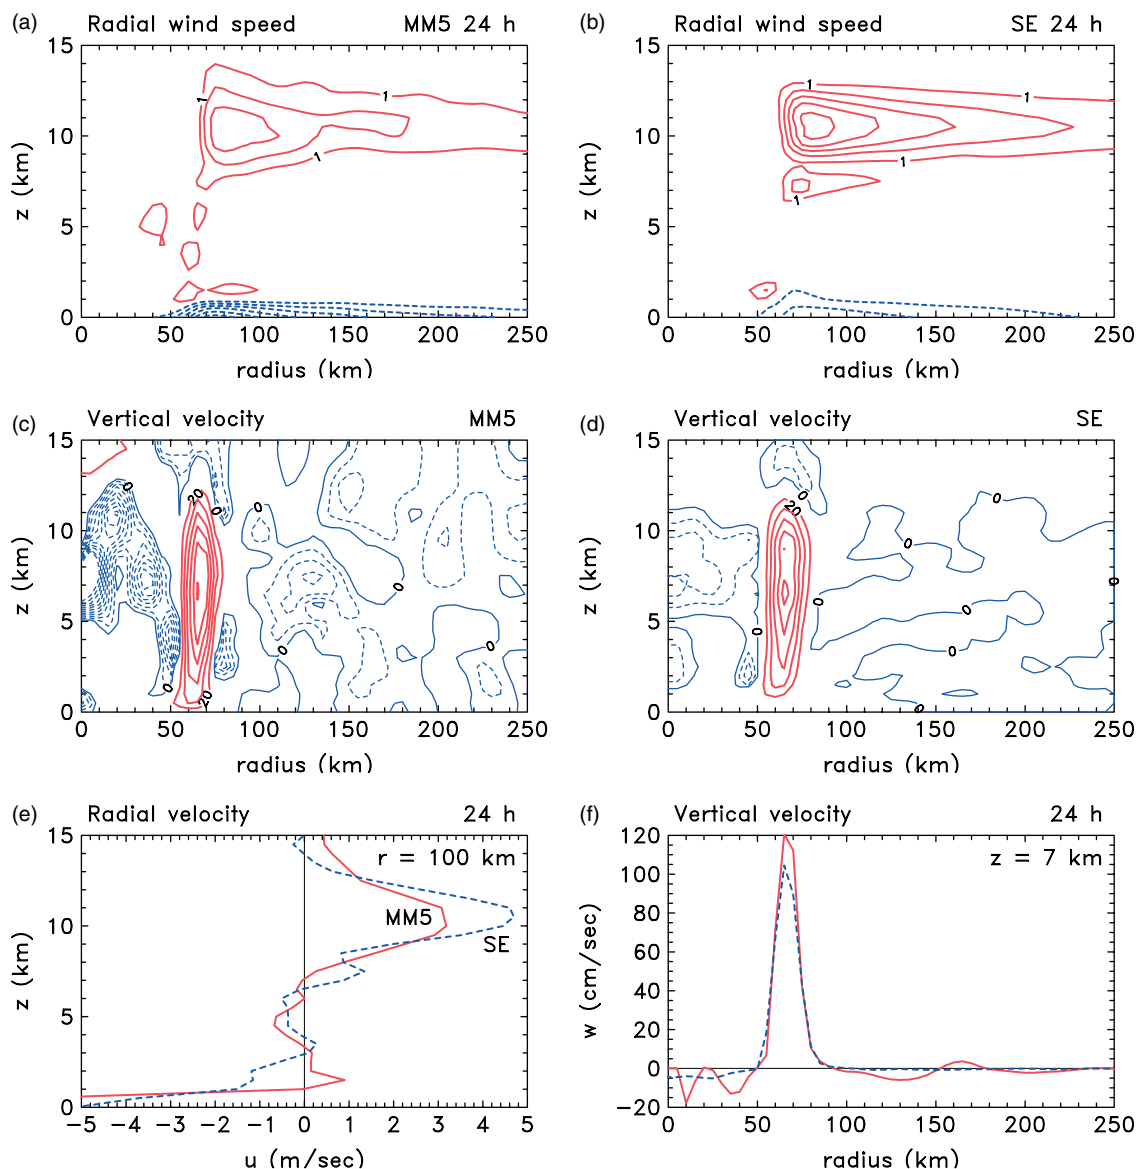 (a) Radial wind speed MM5 24 h
15
10
5
0
z (km)
1
1
1
0 50 100 150 200 250
radius (km)
(b) Radial wind speed SE 24 h
15
10
5
0
z (km)
1
1
1
0 50 100 150 200 250
radius (km)
(c) Vertical velocity MM5
15
10
5
0
z (km)
0
20
0
0
0
0
0
20
0 50 100 150 200 250
radius (km)
(d) Vertical velocity SE
15
10
5
0
z (km)
0
20
0
0
0
0
0
0
0
0
0 50 100 150 200 250
radius (km)
(e) Radial velocity 24 h
r = 100 km
15
10
5
0
z (km)
MM5
SE
−5 −4 −3 −2 −1 0 1 2 3 4 5
u (m/sec)
(f) Vertical velocity 24 h
z = 7 km
120
100
80
60
40
20
0
−20
w (cm/sec)
0 50 100 150 200 250
radius (km)